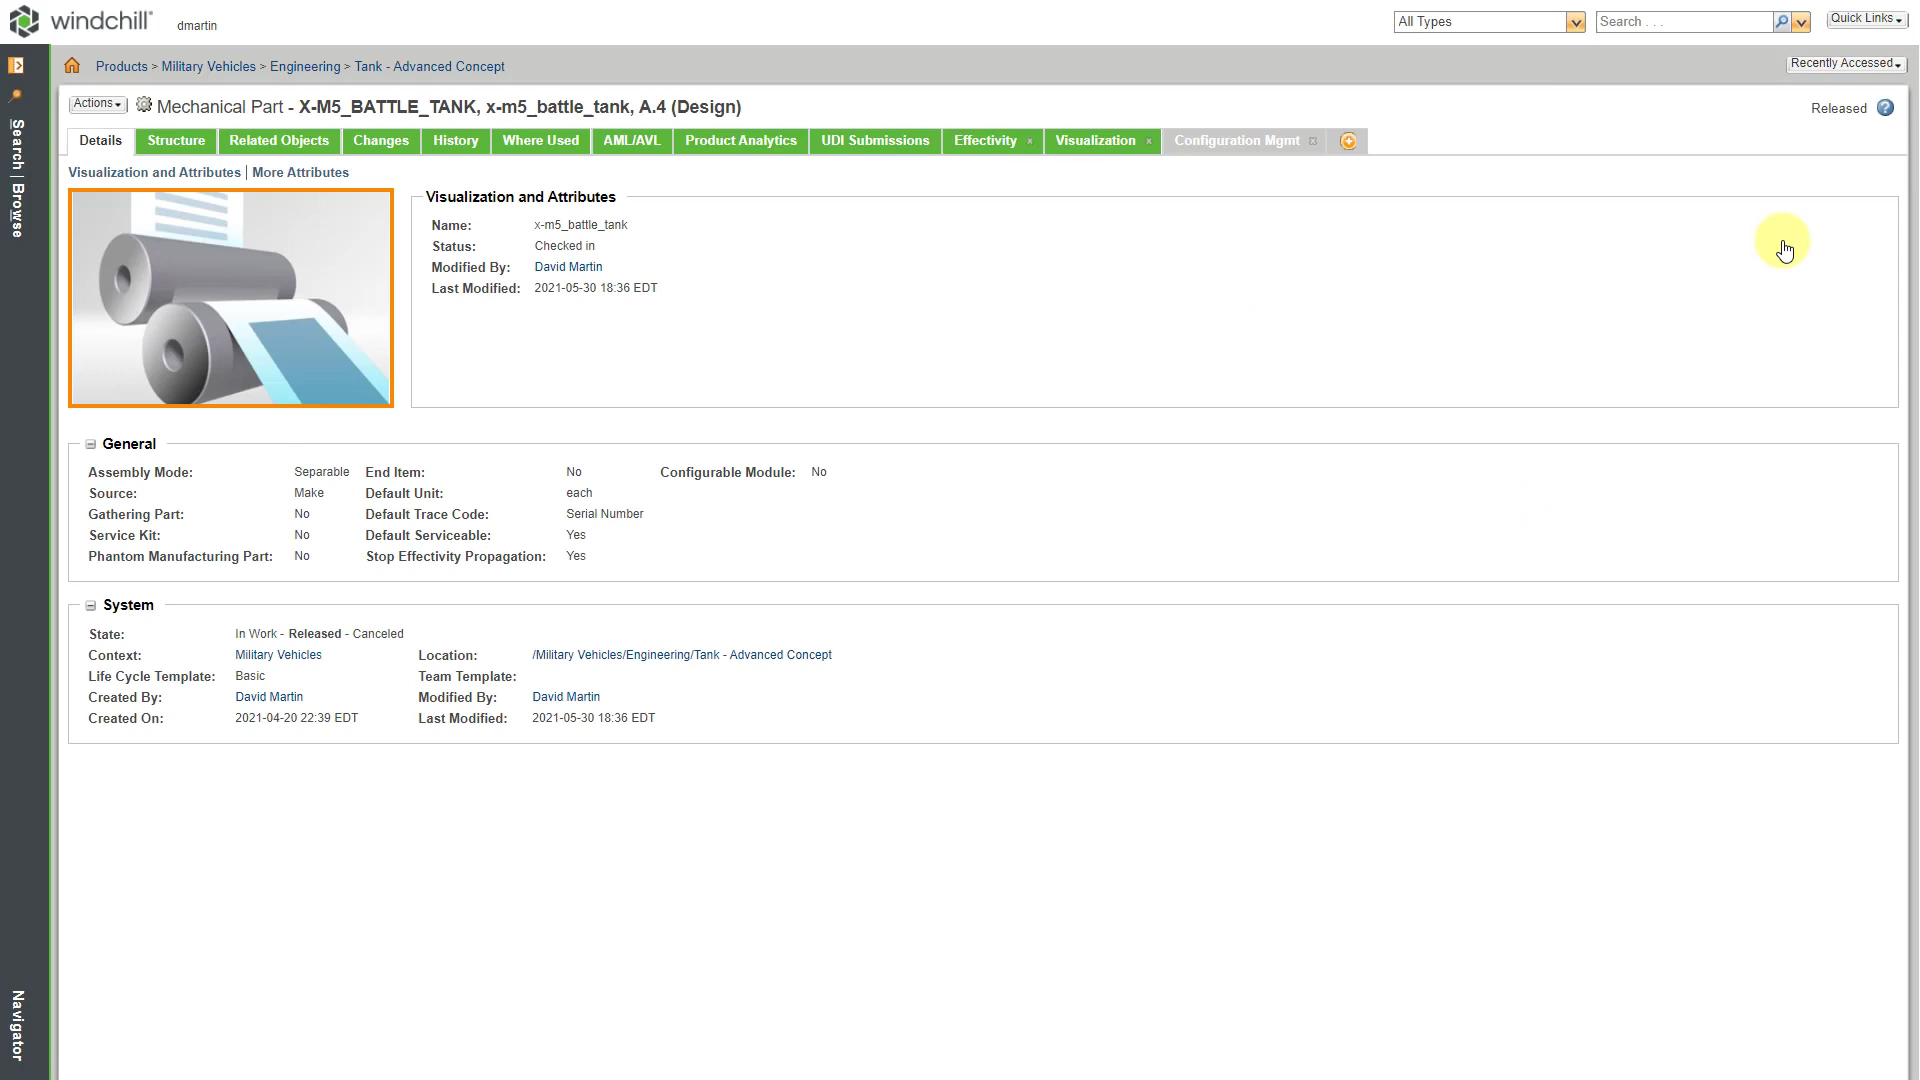 windchill
dmartin
All Types
Search . . .
Quick Links
Products > Military Vehicles > Engineering > Tank - Advanced Concept
Recently Accessed
Actions
Mechanical Part - X-M5_BATTLE_TANK, x-m5_battle_tank, A.4 (Design)
Released
Details Structure Related Objects Changes History Where Used AML/AVL Product Analytics UDI Submissions Effectivity Visualization Configuration Mgmt
Search | Browse
Visualization and Attributes | More Attributes
Visualization and Attributes
Name: x-m5_battle_tank
Status: Checked in
Modified By: David Martin
Last Modified: 2021-05-30 18:36 EDT
General
Assembly Mode: Separable End Item: No Configurable Module: No
Source: Make Default Unit: each
Gathering Part: No Default Trace Code: Serial Number
Service Kit: No Default Serviceable: Yes
Phantom Manufacturing Part: No Stop Effectivity Propagation: Yes
System
State: In Work - Released - Canceled
Context: Military Vehicles Location: /Military Vehicles/Engineering/Tank - Advanced Concept
Life Cycle Template: Basic Team Template:
Created By: David Martin Modified By: David Martin
Created On: 2021-04-20 22:39 EDT Last Modified: 2021-05-30 18:36 EDT
Navigator